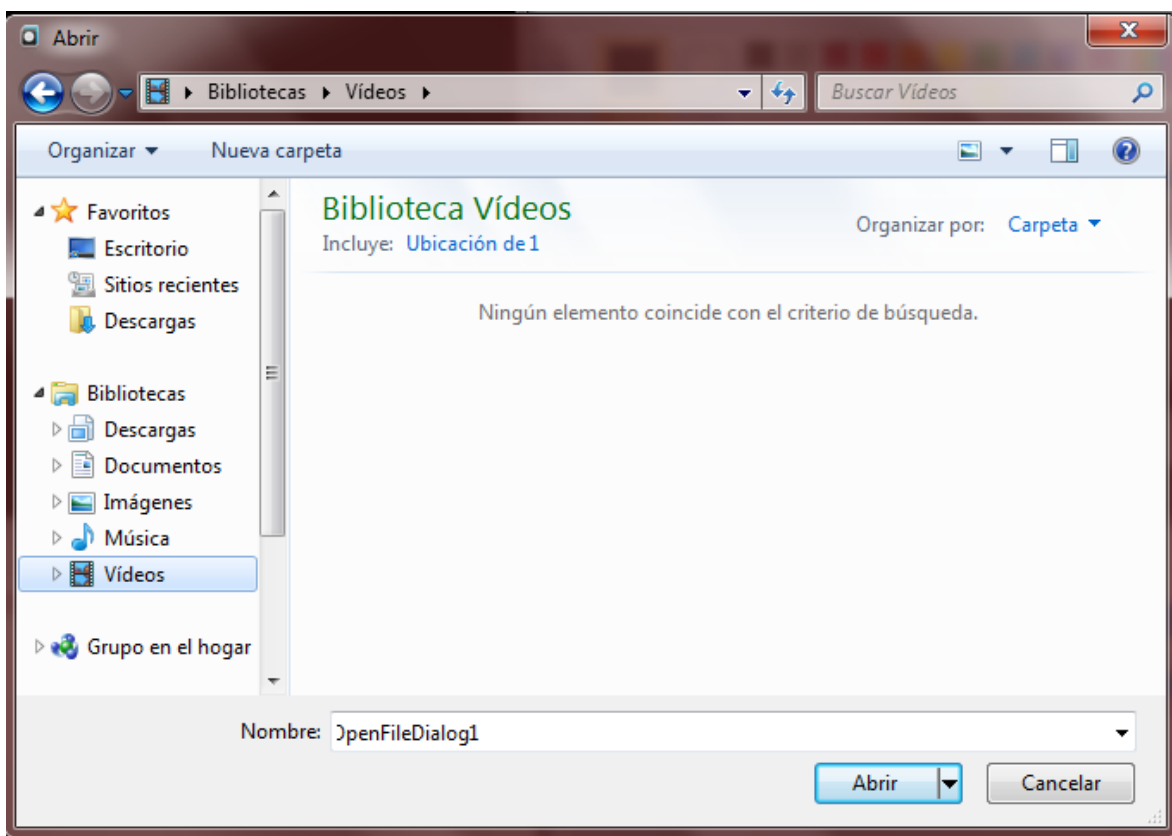 Abrir
Bibliotecas Vídeos
Buscar Vídeos
Organizar
Nueva carpeta
Favoritos
Escritorio
Sitios recientes
Descargas
Bibliotecas
Descargas
Documentos
Imágenes
Música
Vídeos
Grupo en el hogar
Biblioteca Vídeos
Incluye: Ubicación de 1
Organizar por: Carpeta
Ningún elemento coincide con el criterio de búsqueda.
Nombre: OpenFileDialog1
Abrir
Cancelar